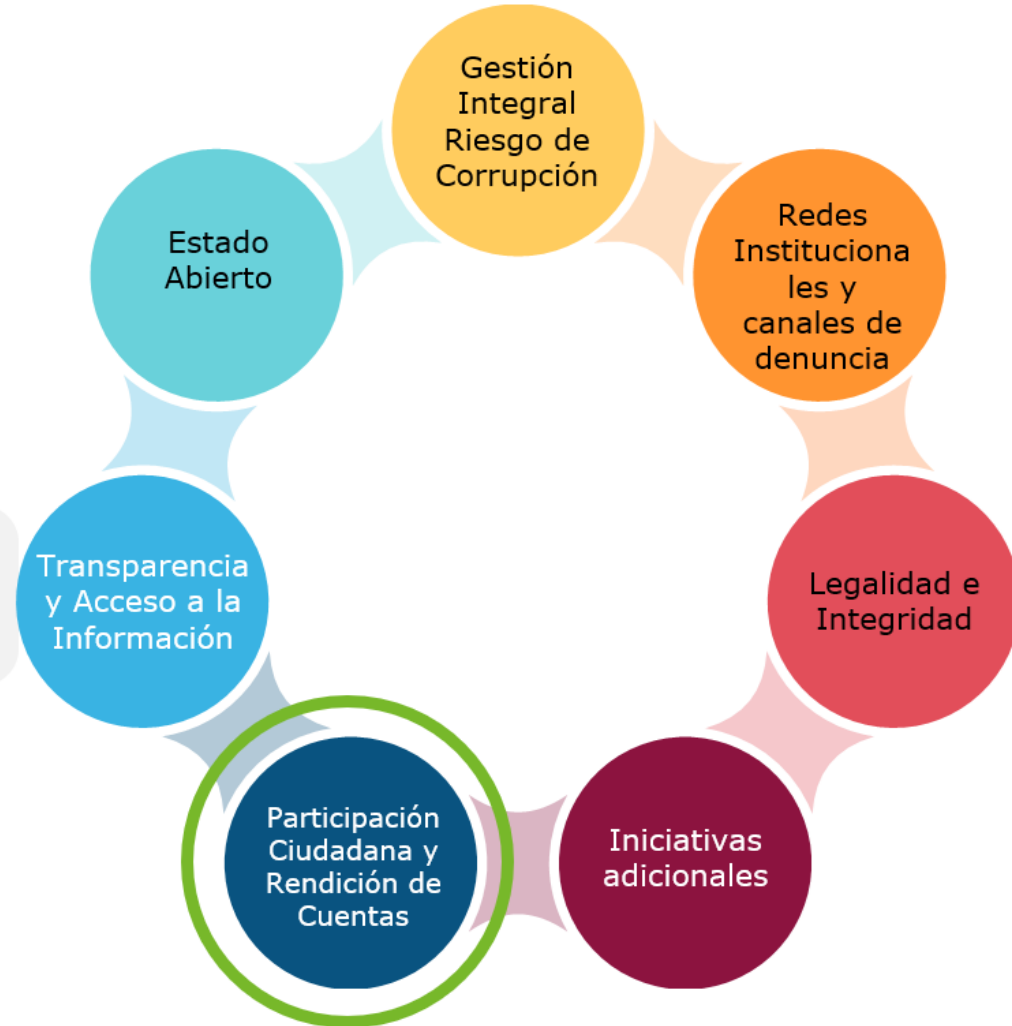 Gestión
Integral
Riesgo de
Corrupción
Redes
Instituciona
les y
canales de
denuncia
Legalidad e
Integridad
Iniciativas
adicionales
Participación
Ciudadana y
Rendición de
Cuentas
Transparencia
y Acceso a la
Información
Estado
Abierto